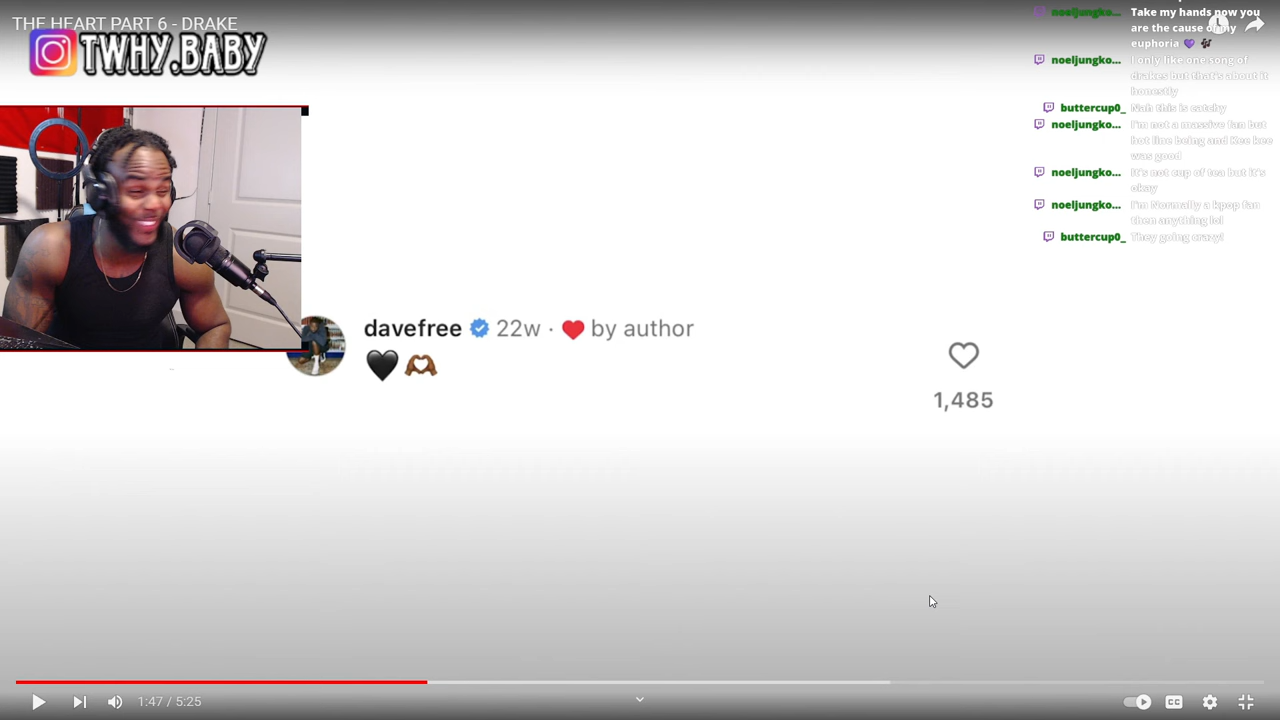 THE HEART PART 6 - DRAKE
TWHY.BABY
noeljungko... Take my hands now you
are the cause of my
euphoria 💜
noeljungko... I only like one song of
drakes but that's about it
honestly
buttercup0_ Nah this is catchy
noeljungko... I'm not a massive fan but
hot line being and Kee kee
was good
noeljungko... It's not cup of tea but it's
okay
noeljungko... I'm Normally a kpop fan
then anything lol
buttercup0_ They going crazy!
davefree 22w · ❤️ by author
🖤 🫶🏾
1,485
1:47 / 5:25
CC